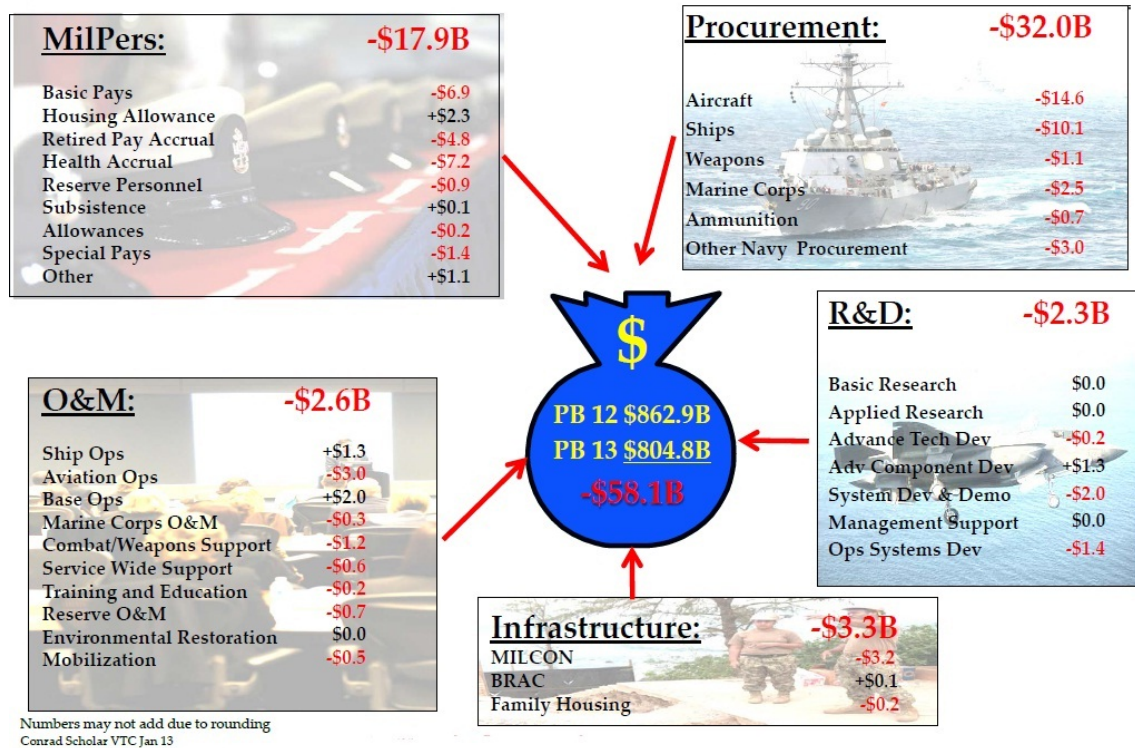 MilPers: -$17.9B
Basic Pays -$6.9
Housing Allowance +$2.3
Retired Pay Accrual -$4.8
Health Accrual -$7.2
Reserve Personnel -$0.9
Subsistence +$0.1
Allowances -$0.2
Special Pays -$1.4
Other +$1.1
Procurement: -$32.0B
Aircraft -$14.6
Ships -$10.1
Weapons -$1.1
Marine Corps -$2.5
Ammunition -$0.7
Other Navy Procurement -$3.0
$
PB 12 $862.9B
PB 13 $804.8B
-$58.1B
R&D: -$2.3B
Basic Research $0.0
Applied Research $0.0
Advance Tech Dev -$0.2
Adv Component Dev +$1.3
System Dev & Demo -$2.0
Management Support $0.0
Ops Systems Dev -$1.4
O&M: -$2.6B
Ship Ops +$1.3
Aviation Ops -$3.0
Base Ops +$2.0
Marine Corps O&M -$0.3
Combat/Weapons Support -$1.2
Service Wide Support -$0.6
Training and Education -$0.2
Reserve O&M -$0.7
Environmental Restoration $0.0
Mobilization -$0.5
Infrastructure: -$3.3B
MILCON -$3.2
BRAC +$0.1
Family Housing -$0.2
Numbers may not add due to rounding
Conrad Scholar VTC Jan 13